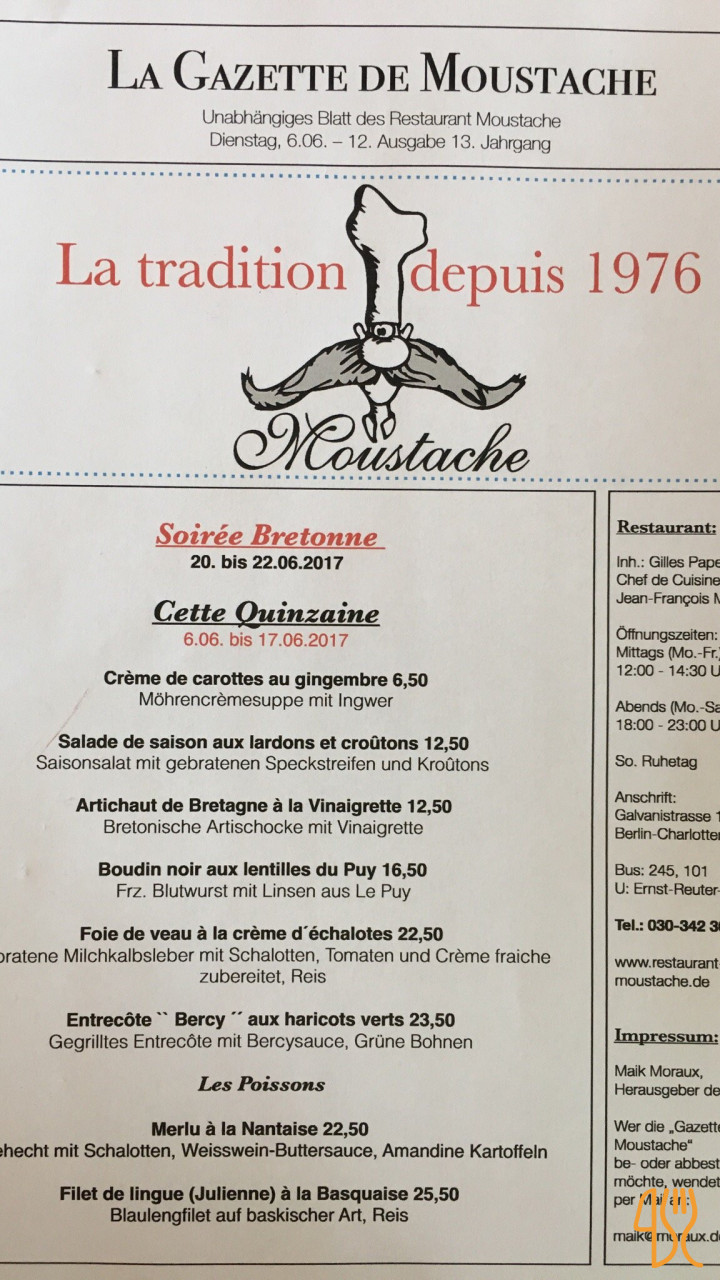 LA GAZETTE DE MOUSTACHE
Unabhängiges Blatt des Restaurant Moustache
Dienstag, 6.06. – 12. Ausgabe 13. Jahrgang
La tradition depuis 1976
Moustache
Soirée Bretonne
20. bis 22.06.2017
Cette Quinzaine
6.06. bis 17.06.2017
Crème de carottes au gingembre 6,50
Möhrencrèmesuppe mit Ingwer
Salade de saison aux lardons et croûtons 12,50
Saisonsalat mit gebratenen Speckstreifen und Kroûtons
Artichaut de Bretagne à la Vinaigrette 12,50
Bretonische Artischocke mit Vinaigrette
Boudin noir aux lentilles du Puy 16,50
Frz. Blutwurst mit Linsen aus Le Puy
Foie de veau à la crème d´échalotes 22,50
oratene Milchkalbsleber mit Schalotten, Tomaten und Crème fraiche
zubereitet, Reis
Entrecôte `` Bercy ´´ aux haricots verts 23,50
Gegrilltes Entrecôte mit Bercysauce, Grüne Bohnen
Les Poissons
Merlu à la Nantaise 22,50
ehecht mit Schalotten, Weisswein-Buttersauce, Amandine Kartoffeln
Filet de lingue (Julienne) à la Basquaise 25,50
Blaulengfilet auf baskischer Art, Reis
Restaurant:
Inh.: Gilles Pape
Chef de Cuisine
Jean-François M
Öffnungszeiten:
Mittags (Mo.-Fr.)
12:00 - 14:30 U
Abends (Mo.-Sa
18:00 - 23:00 U
So. Ruhetag
Anschrift:
Galvanistrasse 1
Berlin-Charlotten
Bus: 245, 101
U: Ernst-Reuter-
Tel.: 030-342 30
www.restaurant-
moustache.de
Impressum:
Maik Moraux,
Herausgeber de
Wer die „Gazette
Moustache“
be- oder abbest
möchte, wendet
per Mail an:
maik@moraux.d